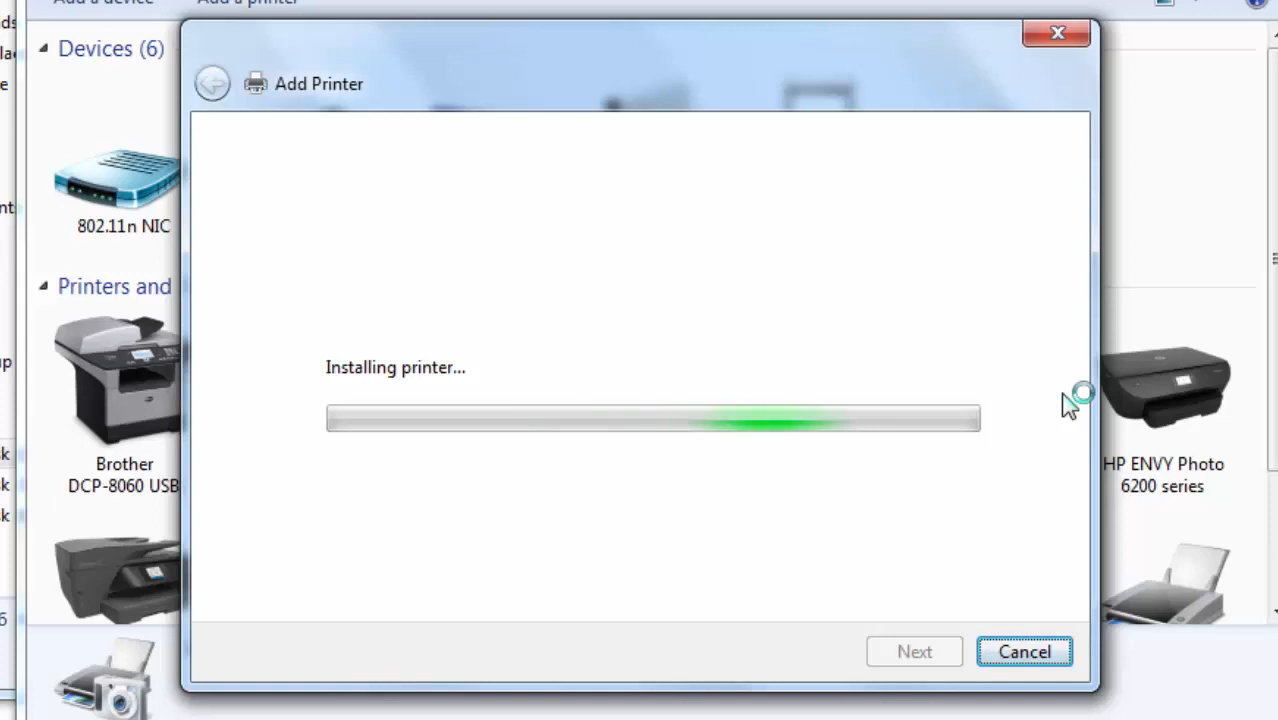 Devices (6)
Add Printer
802.11n NIC
Printers and
Installing printer...
Brother
DCP-8060 USB
HP ENVY Photo
6200 series
Next
Cancel